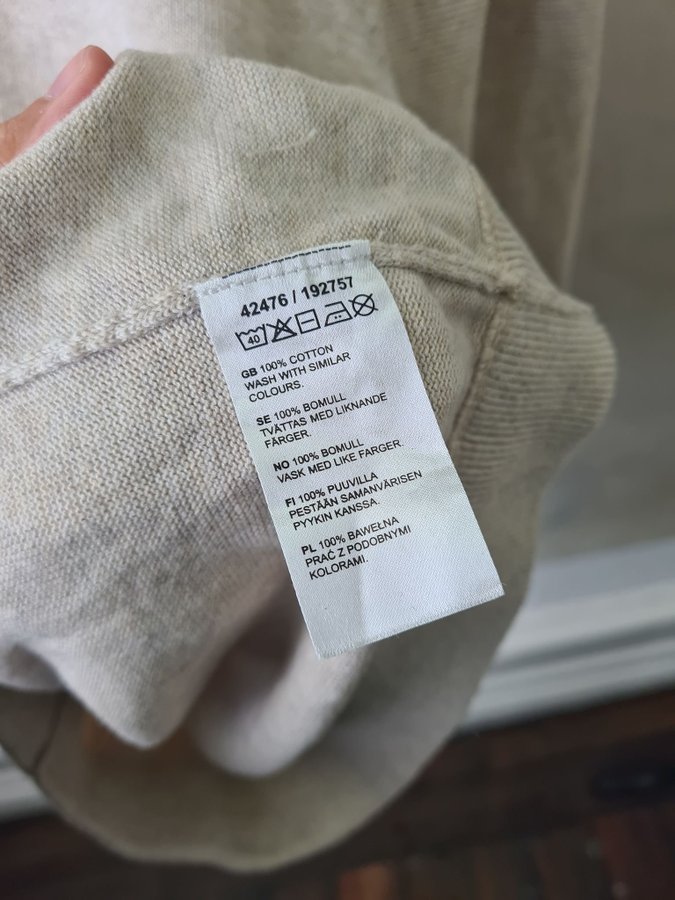 42476 / 192757
40
GB 100% COTTON
WASH WITH SIMILAR
COLOURS.
SE 100% BOMULL
TVÄTTAS MED LIKNANDE
FÄRGER.
NO 100% BOMULL
VASK MED LIKE FARGER.
FI 100% PUUVILLA
PESTÄÄN SAMANVÄRISEN
PYYKIN KANSSA.
PL 100% BAWEŁNA
PRAĆ Z PODOBNYMI
KOLORAMI.